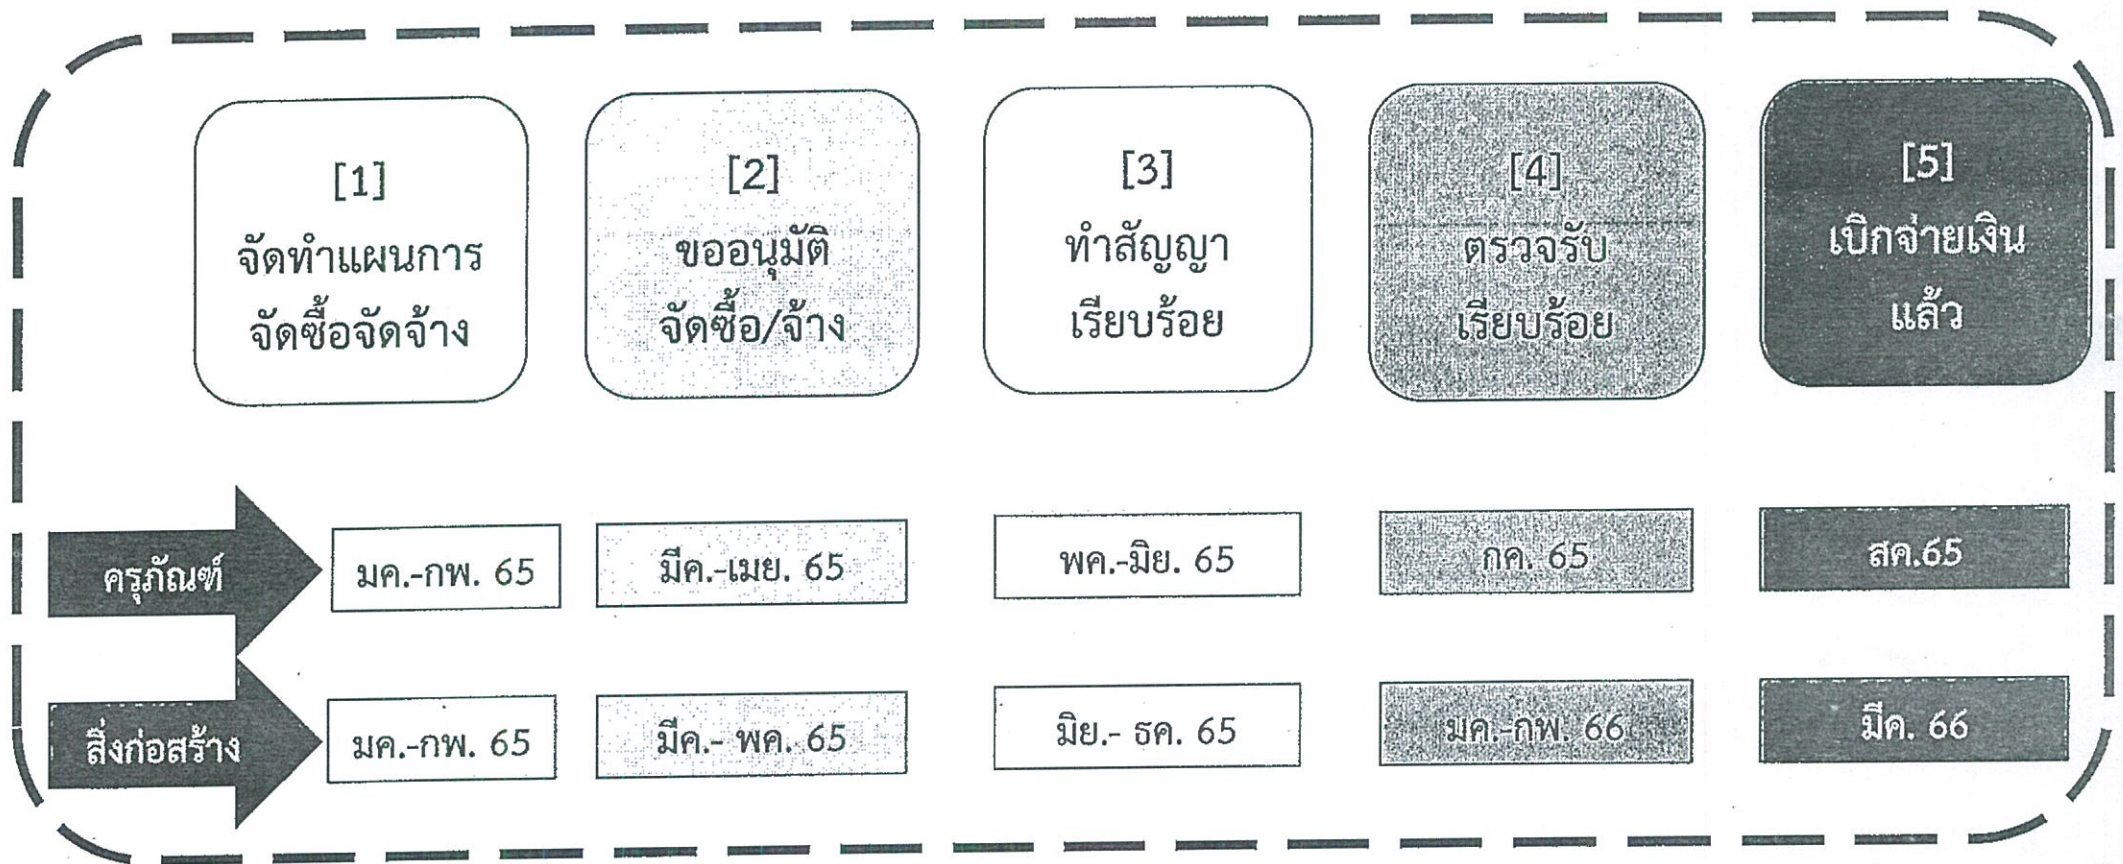 [1]
จัดทำแผนการ
จัดซื้อจัดจ้าง
[2]
ขออนุมัติ
จัดซื้อ/จ้าง
[3]
ทำสัญญา
เรียบร้อย
[4]
ตรวจรับ
เรียบร้อย
[5]
เบิกจ่ายเงิน
แล้ว
ครุภัณฑ์
มค.-กพ. 65
มีค.-เมย. 65
พค.-มิย. 65
กค. 65
สค.65
สิ่งก่อสร้าง
มค.-กพ. 65
มีค.- พค. 65
มิย.- ธค. 65
มค.-กพ. 66
มีค. 66